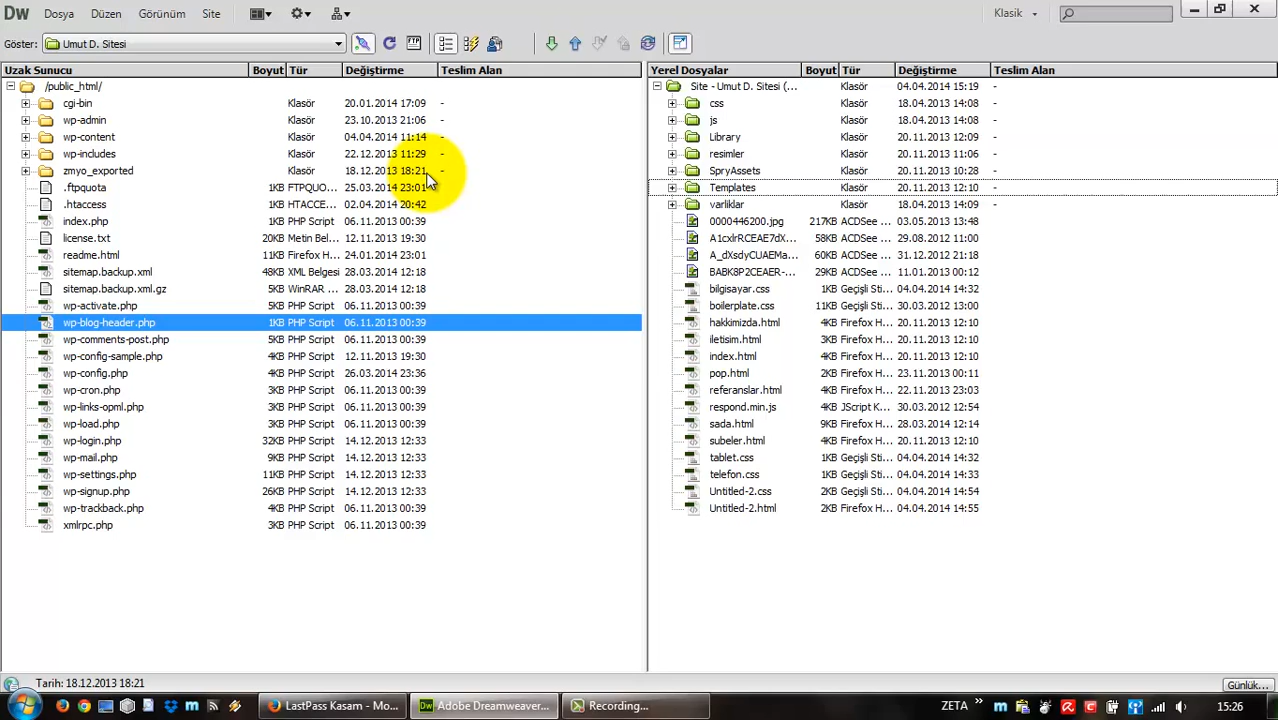 Dw Dosya Düzen Görünüm Site Klasik
Göster: Umut D. Sitesi
Uzak Sunucu Boyut Tür Değiştirme Teslim Alan
/public_html/
cgi-bin Klasör 20.01.2014 17:09 -
wp-admin Klasör 23.10.2013 21:06 -
wp-content Klasör 04.04.2014 11:14 -
wp-includes Klasör 22.12.2013 11:29 -
zmyo_exported Klasör 18.12.2013 18:21
.ftpquota 1KB FTPQUO... 25.03.2014 23:01
.htaccess 1KB HTACCE... 02.04.2014 20:42
index.php 1KB PHP Script 06.11.2013 00:39
license.txt 20KB Metin Bel... 12.11.2013 19:30
readme.html 11KB Firefox H... 24.01.2014 23:01
sitemap.backup.xml 48KB XML Belgesi 28.03.2014 12:18
sitemap.backup.xml.gz 5KB WinRAR ... 28.03.2014 12:18
wp-activate.php 5KB PHP Script 06.11.2013 00:39
wp-blog-header.php 1KB PHP Script 06.11.2013 00:39
wp-comments-post.php 5KB PHP Script 06.11.2013 00:39
wp-config-sample.php 4KB PHP Script 12.11.2013 19:30
wp-config.php 4KB PHP Script 26.03.2014 23:36
wp-cron.php 3KB PHP Script 06.11.2013 00:39
wp-links-opml.php 3KB PHP Script 06.11.2013 00:39
wp-load.php 3KB PHP Script 06.11.2013 00:39
wp-login.php 32KB PHP Script 14.12.2013 12:33
wp-mail.php 9KB PHP Script 06.11.2013 00:39
wp-settings.php 11KB PHP Script 14.12.2013 12:33
wp-signup.php 26KB PHP Script 14.12.2013 12:33
wp-trackback.php 4KB PHP Script 06.11.2013 00:39
xmlrpc.php 3KB PHP Script 06.11.2013 00:39
Yerel Dosyalar Boyut Tür Değiştirme Teslim Alan
Site - Umut D. Sitesi (... Klasör 04.04.2014 15:19 -
css Klasör 18.04.2013 14:08 -
js Klasör 18.04.2013 14:08 -
Library Klasör 20.11.2013 12:09 -
resimler Klasör 20.11.2013 11:06 -
SpryAssets Klasör 20.11.2013 10:28 -
Templates Klasör 20.11.2013 12:10 -
varliklar Klasör 18.04.2013 14:09 -
0000446200.jpg 217KB ACDSee ... 03.05.2013 13:48
A1cxlrRCEAE7dX... 58KB ACDSee ... 29.08.2012 11:00
A_dXsdyCUAEMa... 60KB ACDSee ... 31.12.2012 21:18
BABK8P2CEAER-... 29KB ACDSee ... 11.01.2013 00:12
bilgisayar.css 1KB Geçişli Sti... 04.04.2014 14:32
boilerplate.css 11KB Geçişli Sti... 30.03.2012 13:00
hakkimizda.html 4KB Firefox H... 20.11.2013 12:10
iletisim.html 3KB Firefox H... 20.11.2013 12:10
index.html 4KB Firefox H... 20.11.2013 12:10
pop.html 2KB Firefox H... 23.11.2013 00:11
referanslar.html 4KB Firefox H... 22.11.2013 23:03
respond.min.js 4KB JScript K... 30.03.2012 12:54
sada.html 9KB Firefox H... 28.04.2013 12:14
subeler.html 4KB Firefox H... 20.11.2013 12:10
tablet.css 1KB Geçişli Sti... 04.04.2014 14:32
telefon.css 1KB Geçişli Sti... 04.04.2014 14:33
Untitled-2.css 2KB Geçişli Sti... 04.04.2014 14:54
Untitled-2.html 2KB Firefox H... 04.04.2014 14:55
Tarih: 18.12.2013 18:21 Günlük...
LastPass Kasam - Mo... Dw Adobe Dreamweaver... Recording... ZETA » 15:26